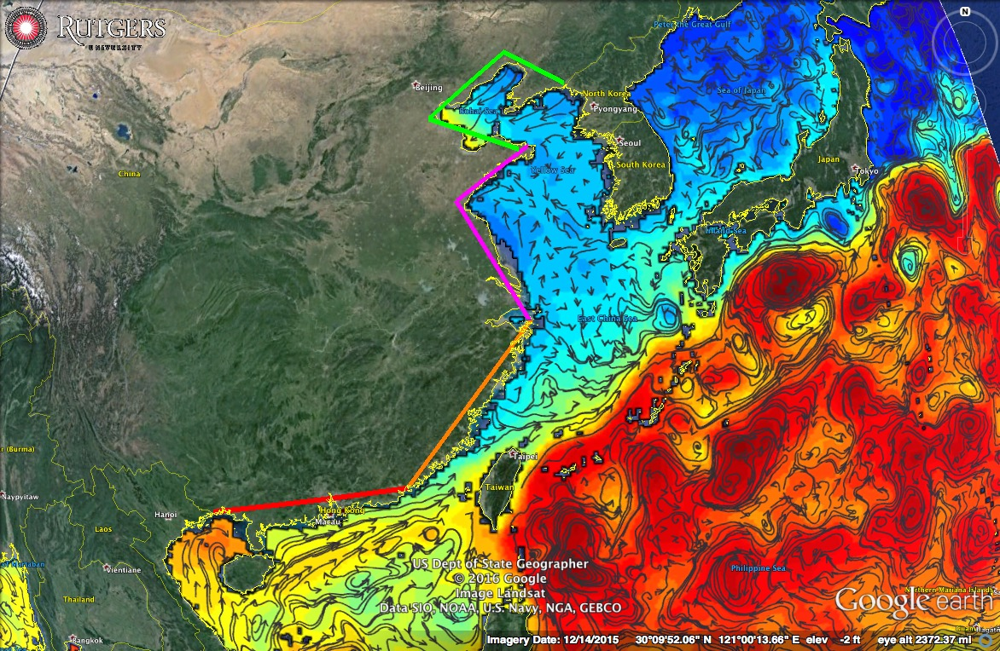 RUTGERS
UNIVERSITY
N
Peter the Great Gulf
Beijing
Bohai Sea
North Korea
Sea of Japan
Pyongyang
Seoul
South Korea
Japan
Tokyo
China
Yellow Sea
Inland Sea
East China Sea
Taipei
Taiwan
(Burma)
Naypyitaw
Hanoi
Hong Kong
Macau
Laos
Vientiane
Philippine Sea
Thailand
US Dept of State Geographer
© 2016 Google
Image Landsat
Data SIO, NOAA, U.S. Navy, NGA, GEBCO
Northern Mariana Islands
Google earth
Bangkok
Imagery Date: 12/14/2015 30°09'52.06" N 121°00'13.66" E elev -2 ft eye alt 2372.37 mi